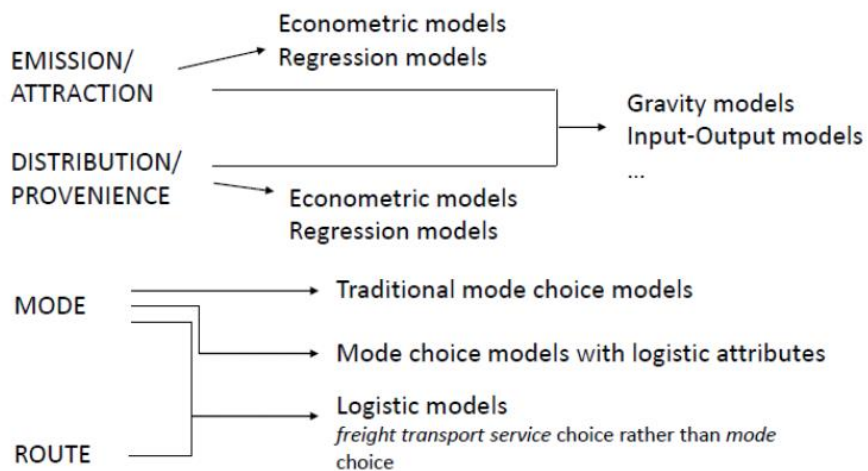 Econometric models
Regression models
EMISSION/
ATTRACTION
Gravity models
Input-Output models
...
DISTRIBUTION/
PROVENIENCE
Econometric models
Regression models
MODE
Traditional mode choice models
Mode choice models with logistic attributes
Logistic models
freight transport service choice rather than mode
choice
ROUTE